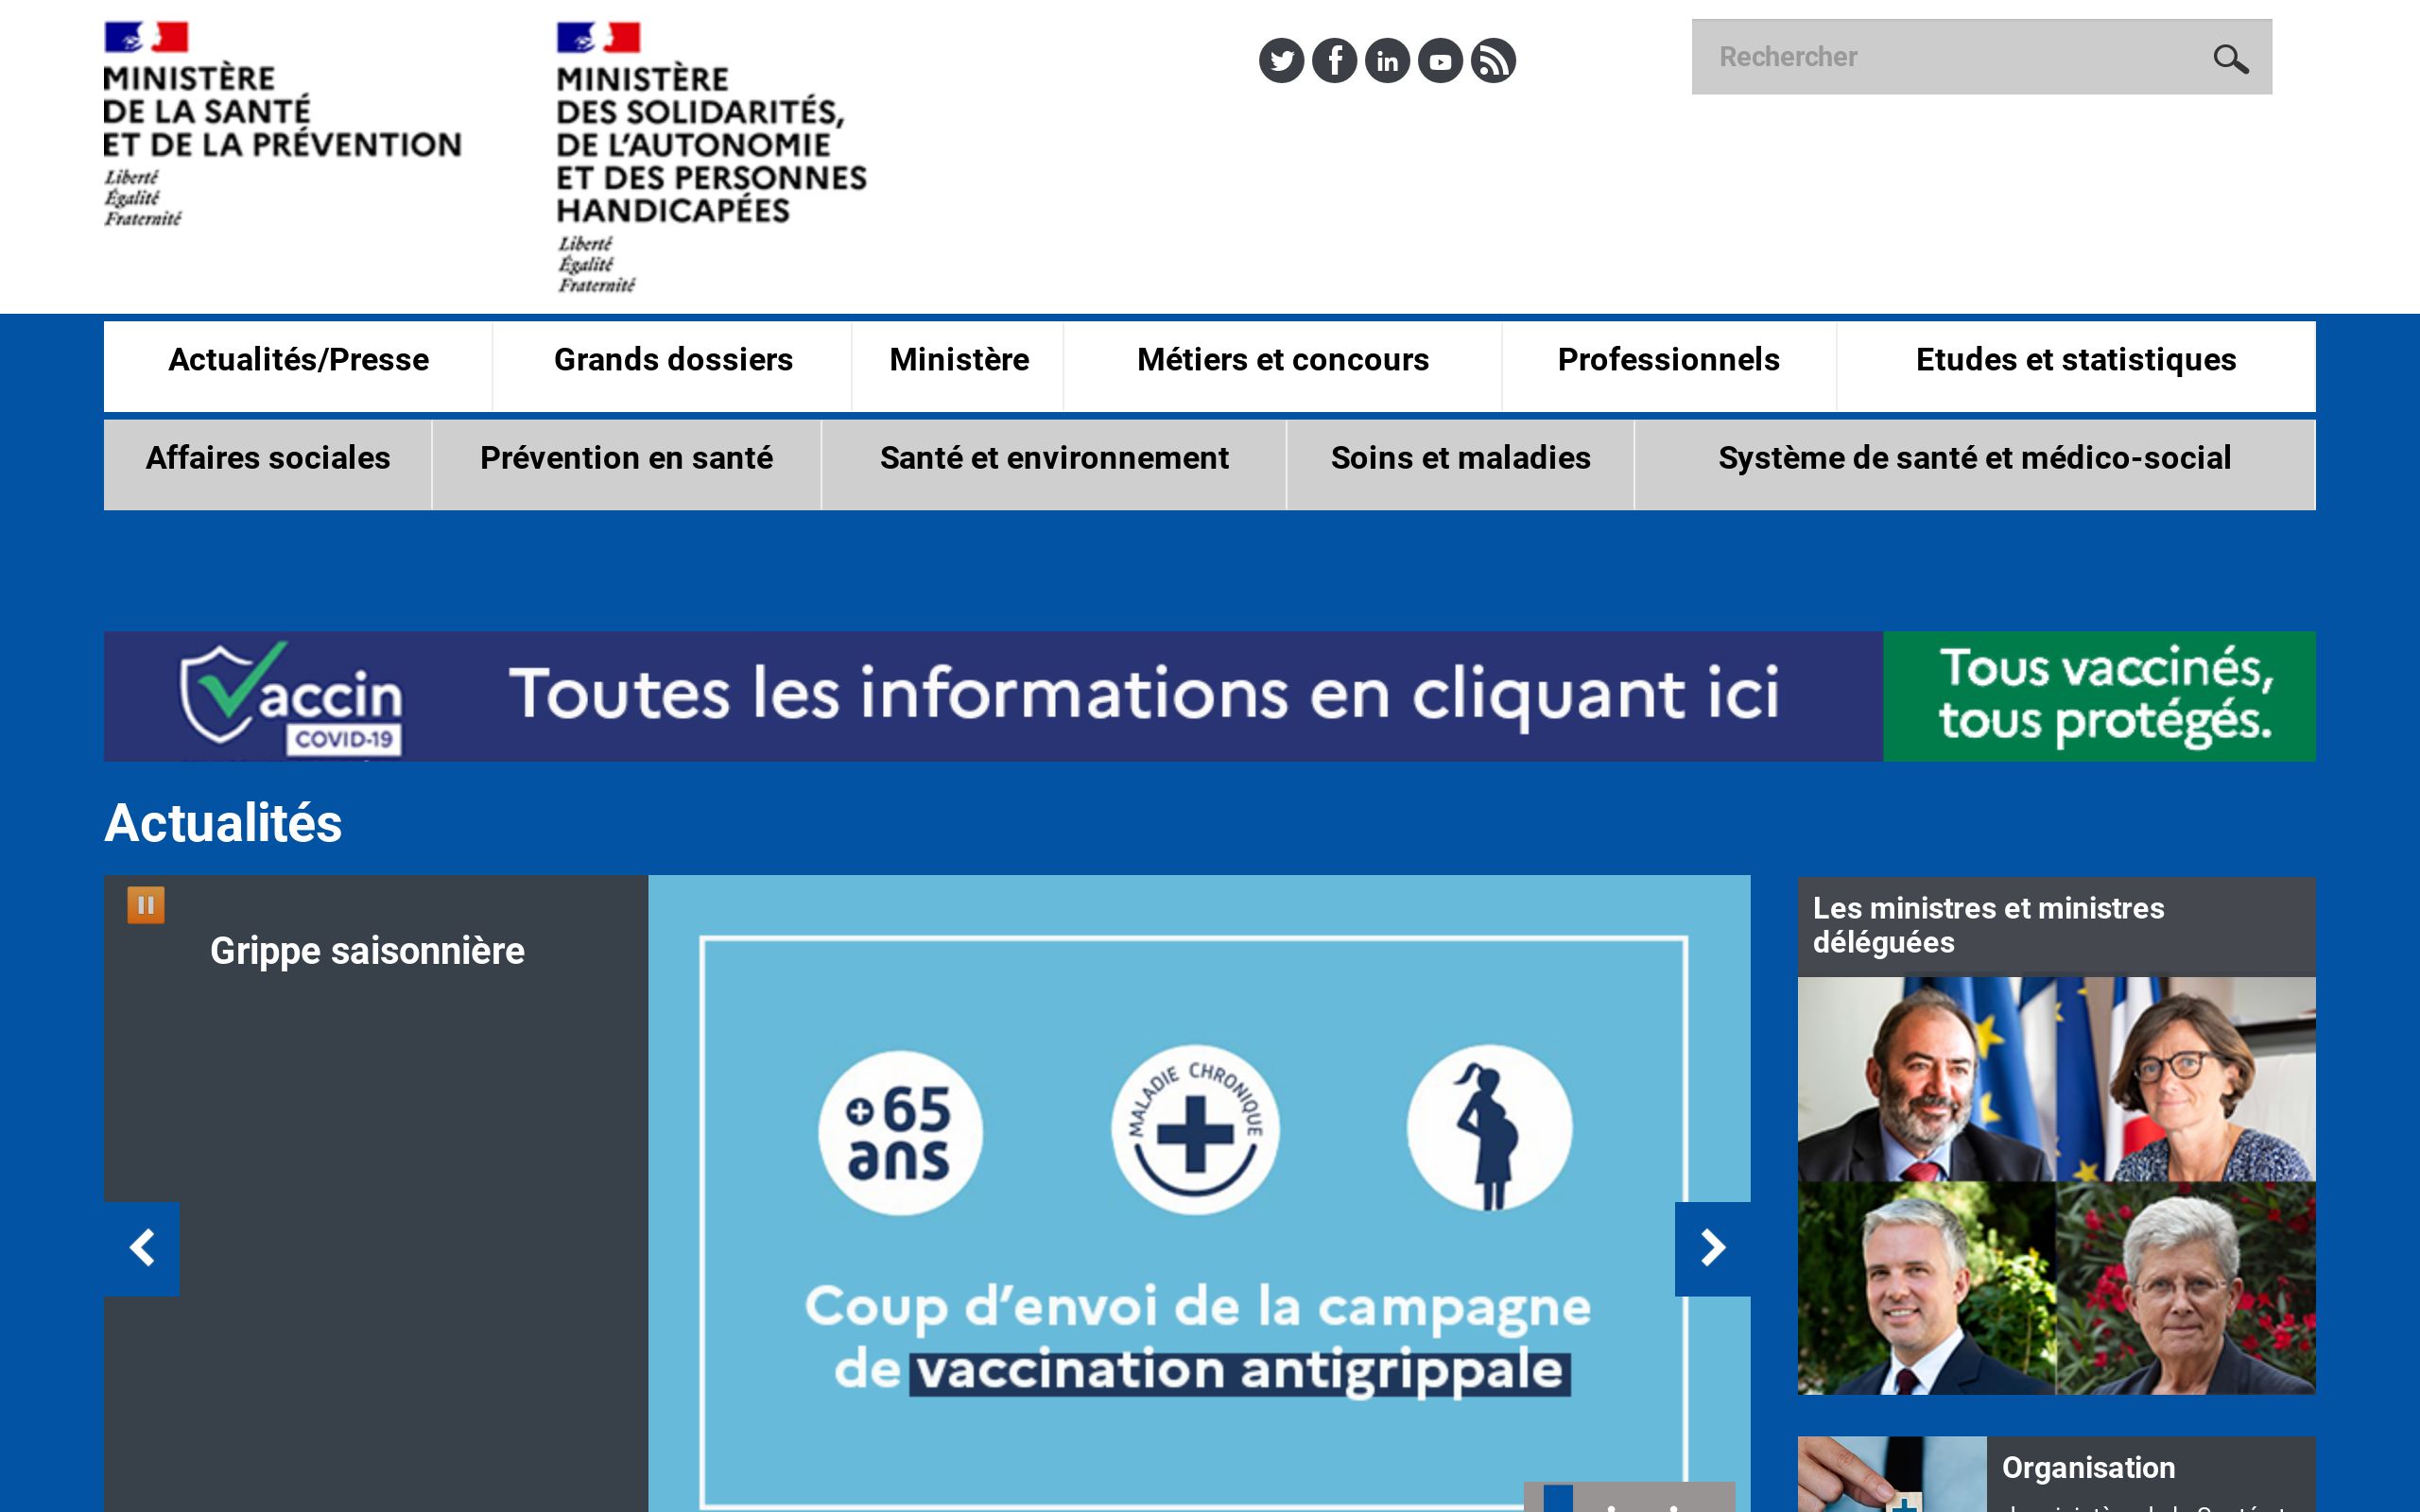 MINISTÈRE
DE LA SANTÉ
ET DE LA PRÉVENTION
Liberté
Égalité
Fraternité
MINISTÈRE
DES SOLIDARITÉS,
DE L'AUTONOMIE
ET DES PERSONNES
HANDICAPÉES
Liberté
Égalité
Fraternité
Rechercher
Actualités/Presse
Grands dossiers
Ministère
Métiers et concours
Professionnels
Etudes et statistiques
Affaires sociales
Prévention en santé
Santé et environnement
Soins et maladies
Système de santé et médico-social
Vaccin
COVID-19
Toutes les informations en cliquant ici
Tous vaccinés,
tous protégés.
Actualités
Grippe saisonnière
+65
ans
MALADIE CHRONIQUE
Coup d'envoi de la campagne
de vaccination antigrippale
Les ministres et ministres
déléguées
Organisation